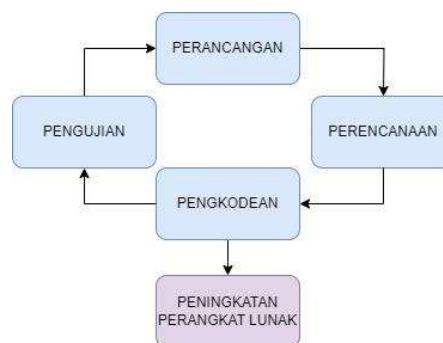 PERANCANGAN
PENGUJIAN
PERENCANAAN
PENGKODEAN
PENINGKATAN
PERANGKAT LUNAK